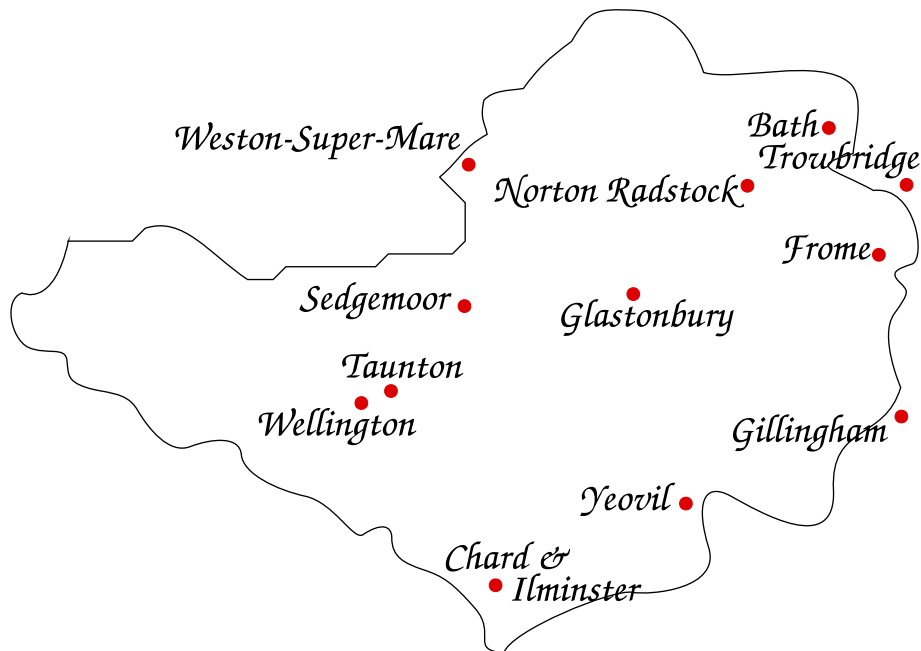 Bath
Weston-Super-Mare
Trowbridge
Norton Radstock
Frome
Sedgemoor
Glastonbury
Taunton
Wellington
Gillingham
Yeovil
Chard &
Ilminster